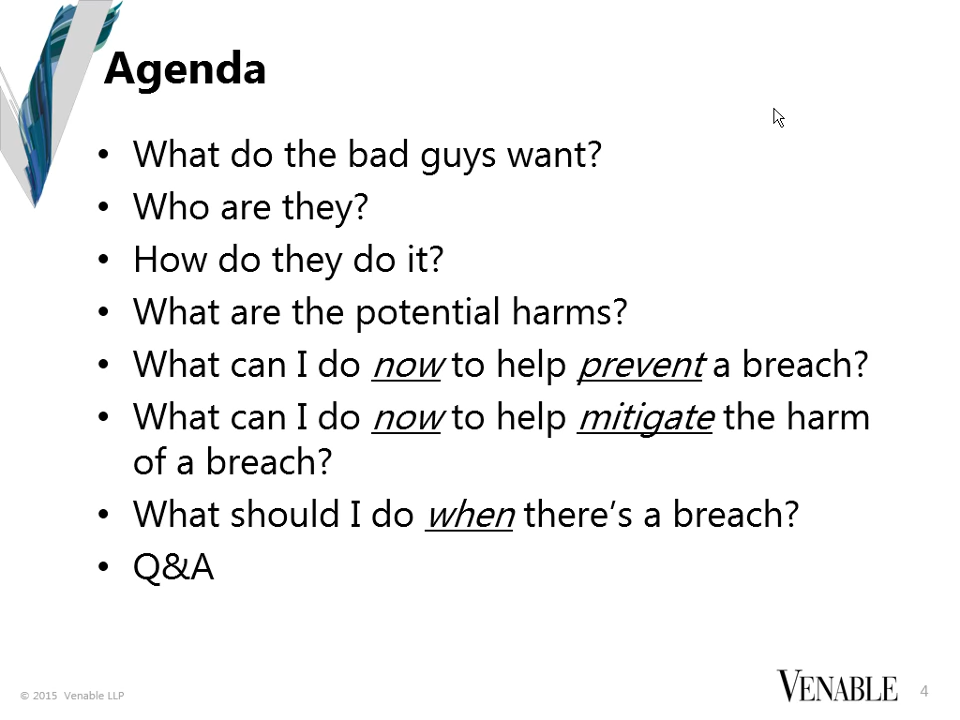 Agenda
• What do the bad guys want?
• Who are they?
• How do they do it?
• What are the potential harms?
• What can I do now to help prevent a breach?
• What can I do now to help mitigate the harm
of a breach?
• What should I do when there's a breach?
• Q&A
© 2015 Venable LLP
VENABLE
4